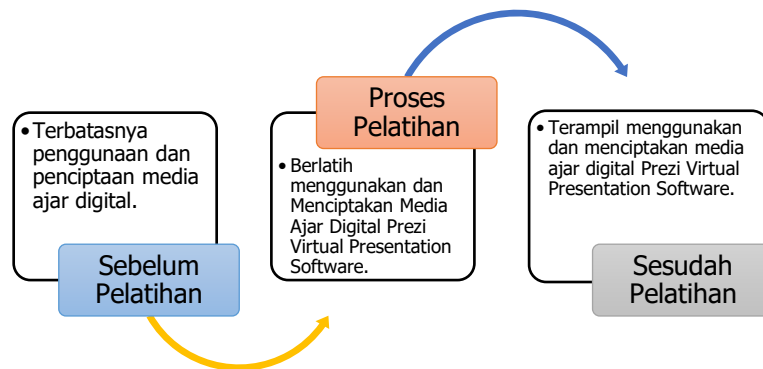 • Terbatasnya
penggunaan dan
penciptaan media
ajar digital.
Sebelum
Pelatihan
Proses
Pelatihan
• Berlatih
menggunakan dan
Menciptakan Media
Ajar Digital Prezi
Virtual Presentation
Software.
• Terampil menggunakan
dan menciptakan media
ajar digital Prezi Virtual
Presentation Software.
Sesudah
Pelatihan